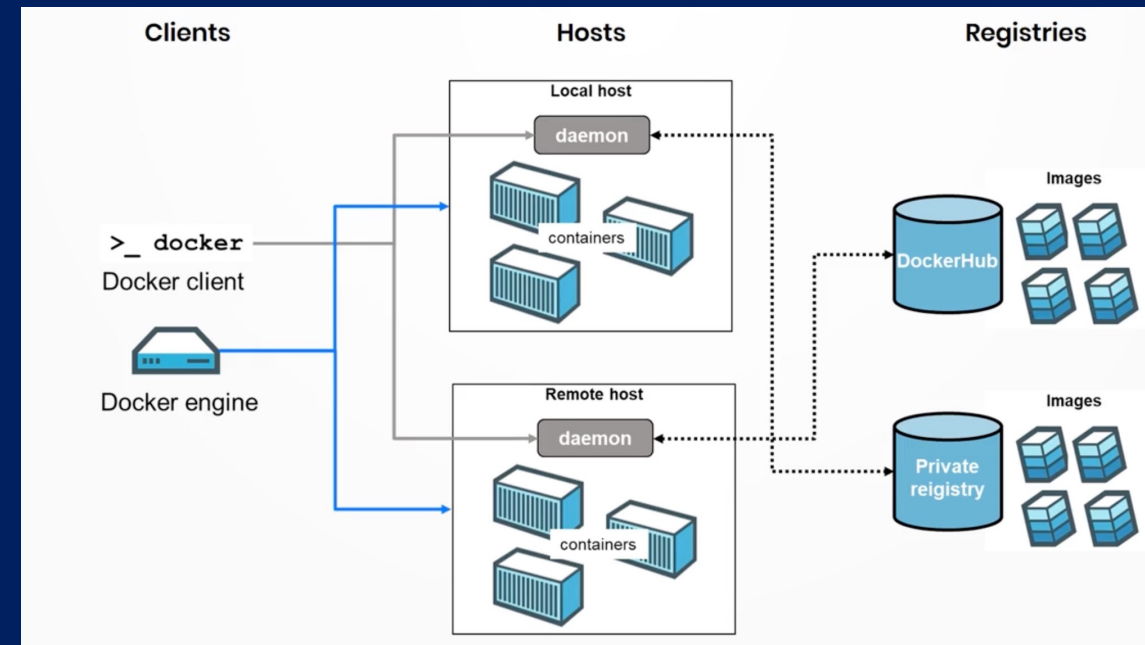 Clients
Hosts
Registries
Local host
daemon
containers
>_ docker
Docker client
Docker engine
Remote host
daemon
containers
Images
DockerHub
Images
Private
reigistry